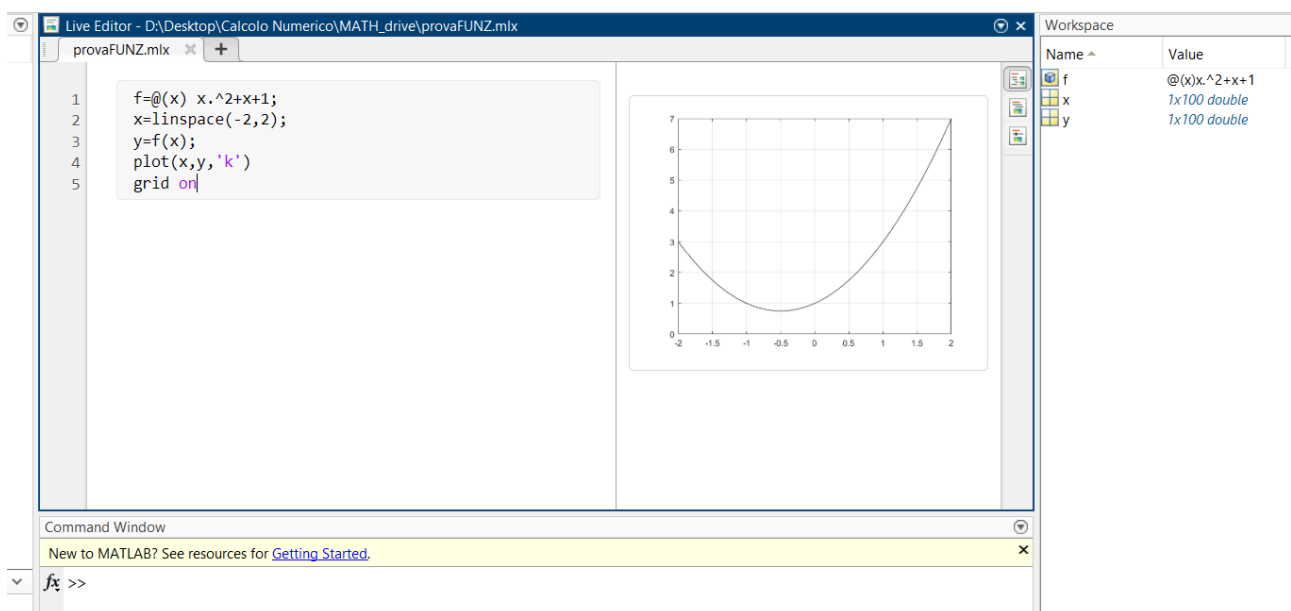 Live Editor - D:\Desktop\Calcolo Numerico\MATH_drive\provaFUNZ.mlx
provaFUNZ.mlx
1 f=@(x) x.^2+x+1;
2 x=linspace(-2,2);
3 y=f(x);
4 plot(x,y,'k')
5 grid on
7
6
5
4
3
2
1
0
-2 -1.5 -1 -0.5 0 0.5 1 1.5 2
Workspace
Name Value
f @(x)x.^2+x+1
x 1x100 double
y 1x100 double
Command Window
New to MATLAB? See resources for Getting Started.
fx >>